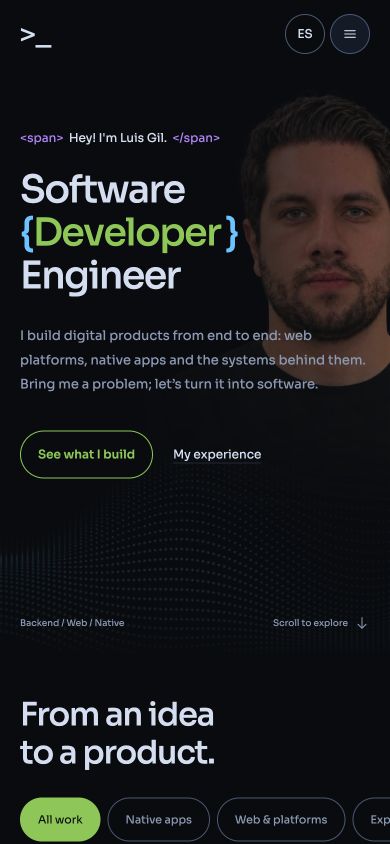 >_
ES
<span> Hey! I'm Luis Gil. </span>
Software
{Developer}
Engineer
I build digital products from end to end: web
platforms, native apps and the systems behind them.
Bring me a problem; let’s turn it into software.
See what I build
My experience
Backend / Web / Native
Scroll to explore
From an idea
to a product.
All work
Native apps
Web & platforms
Exp